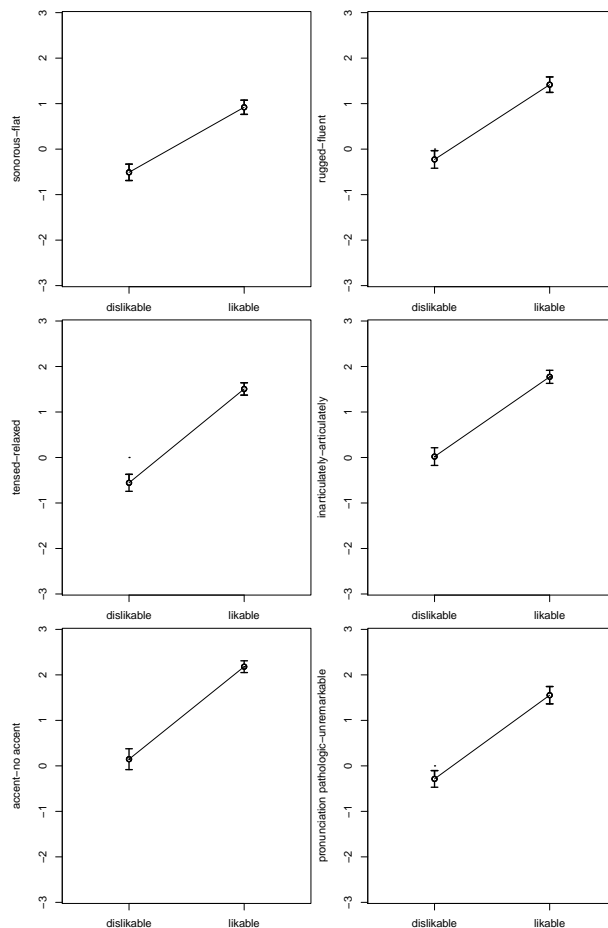 3
2
1
0
−1
−2
−3
sonorous−flat
dislikable
likable
3
2
1
0
−1
−2
−3
rugged−fluent
dislikable
likable
3
2
1
0
−1
−2
−3
tensed−relaxed
dislikable
likable
3
2
1
0
−1
−2
−3
inarticulately−articulately
dislikable
likable
3
2
1
0
−1
−2
−3
accent−no accent
dislikable
likable
3
2
1
0
−1
−2
−3
pronunciation pathologic−unremarkable
dislikable
likable